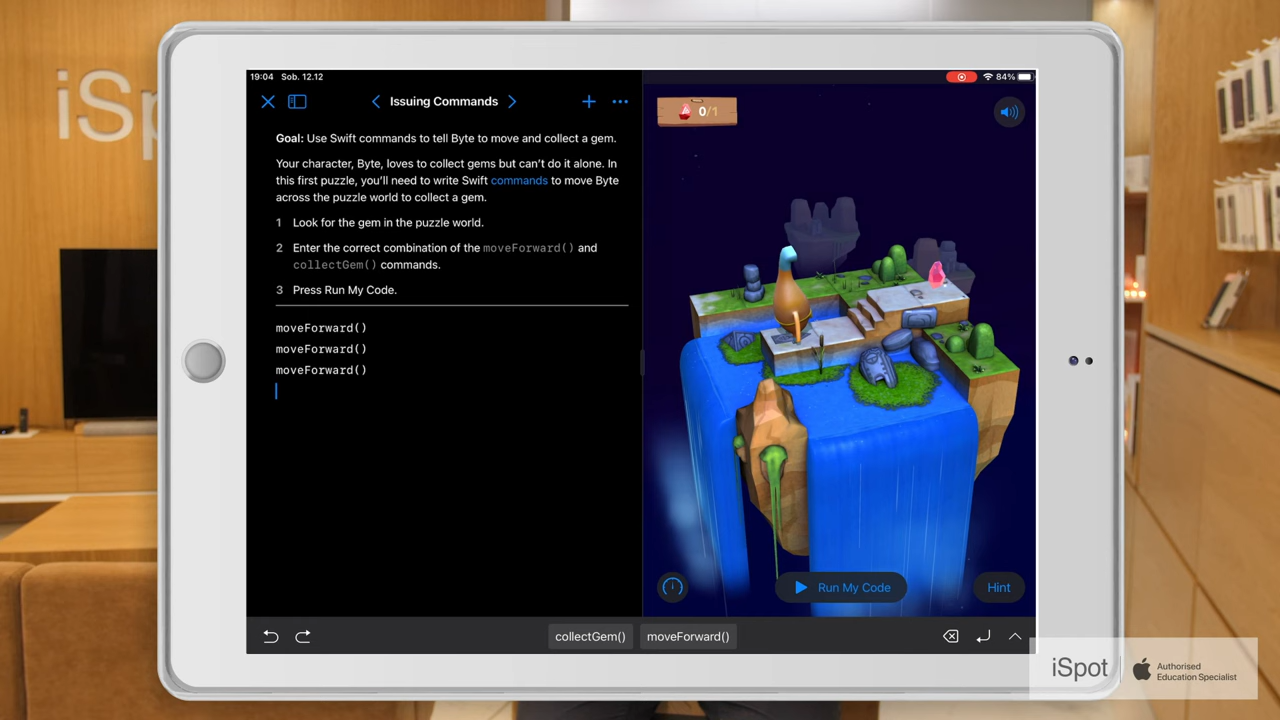 iSp
19:04 Sob. 12.12
84%
Issuing Commands
Goal: Use Swift commands to tell Byte to move and collect a gem.
Your character, Byte, loves to collect gems but can't do it alone. In
this first puzzle, you'll need to write Swift commands to move Byte
across the puzzle world to collect a gem.
1 Look for the gem in the puzzle world.
2 Enter the correct combination of the moveForward() and
collectGem() commands.
3 Press Run My Code.
moveForward()
moveForward()
moveForward()
0/1
Run My Code
Hint
collectGem()
moveForward()
iSpot
Authorised
Education Specialist